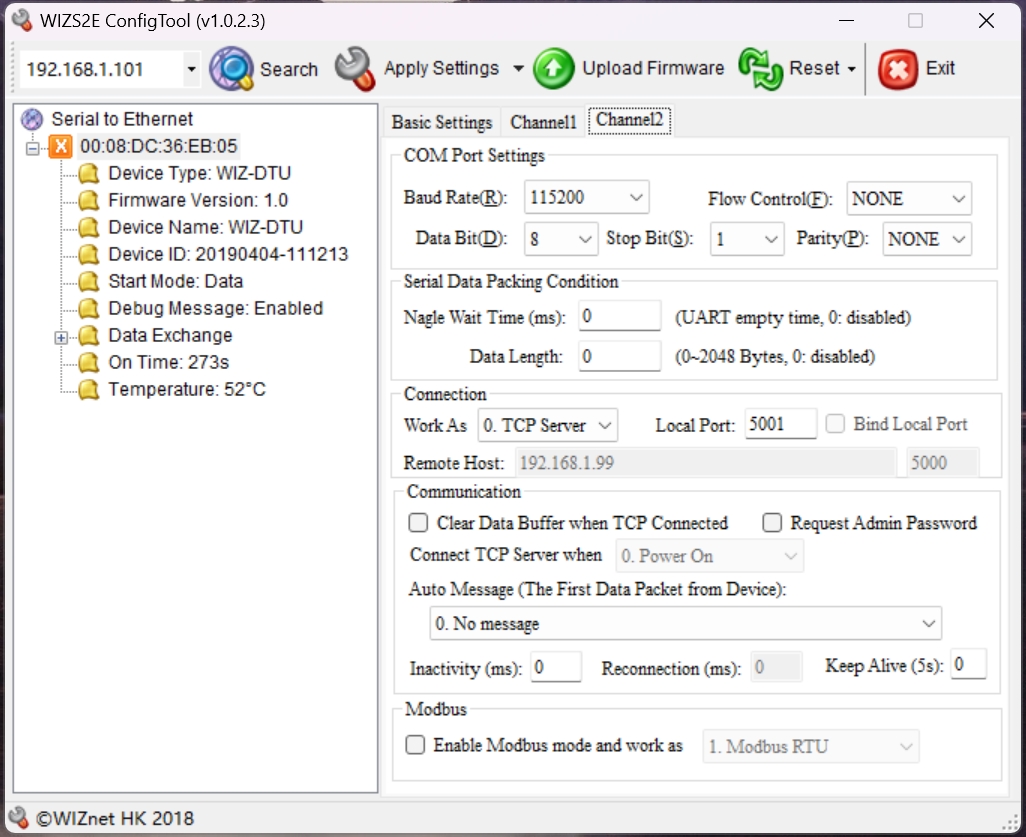 WIZS2E ConfigTool (v1.0.2.3)
192.168.1.101 Search Apply Settings Upload Firmware Reset Exit
Serial to Ethernet
00:08:DC:36:EB:05
Device Type: WIZ-DTU
Firmware Version: 1.0
Device Name: WIZ-DTU
Device ID: 20190404-111213
Start Mode: Data
Debug Message: Enabled
Data Exchange
On Time: 273s
Temperature: 52°C
Basic Settings Channel1 Channel2
COM Port Settings
Baud Rate(R): 115200 Flow Control(F): NONE
Data Bit(D): 8 Stop Bit(S): 1 Parity(P): NONE
Serial Data Packing Condition
Nagle Wait Time (ms): 0 (UART empty time, 0: disabled)
Data Length: 0 (0~2048 Bytes, 0: disabled)
Connection
Work As 0. TCP Server Local Port: 5001 Bind Local Port
Remote Host: 192.168.1.99 5000
Communication
Clear Data Buffer when TCP Connected Request Admin Password
Connect TCP Server when 0. Power On
Auto Message (The First Data Packet from Device):
0. No message
Inactivity (ms): 0 Reconnection (ms): 0 Keep Alive (5s): 0
Modbus
Enable Modbus mode and work as 1. Modbus RTU
©WIZnet HK 2018